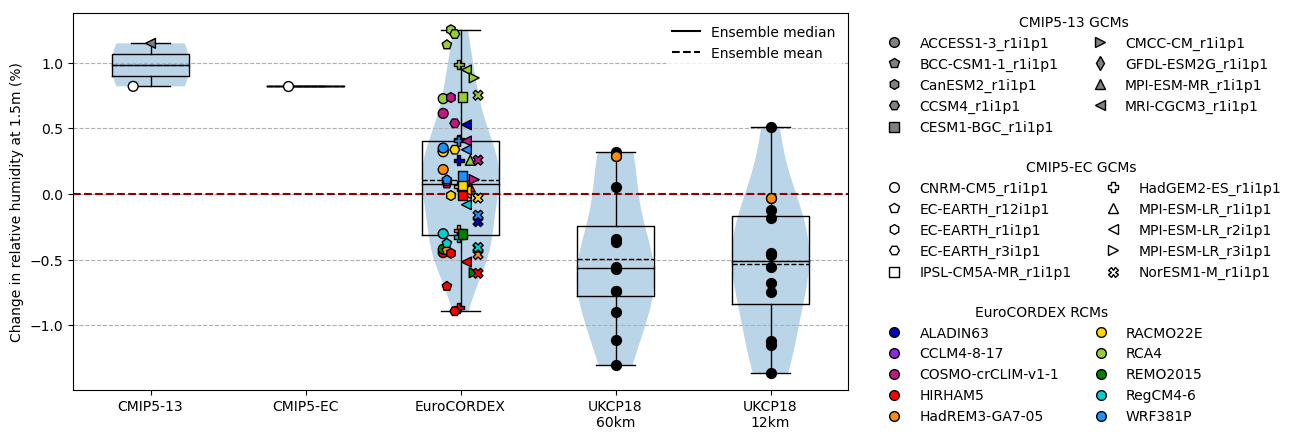 Change in relative humidity at 1.5m (%)
1.0
0.5
0.0
−0.5
−1.0
CMIP5-13
CMIP5-EC
EuroCORDEX
UKCP18
60km
UKCP18
12km
Ensemble median
Ensemble mean
CMIP5-13 GCMs
ACCESS1-3_r1i1p1
BCC-CSM1-1_r1i1p1
CanESM2_r1i1p1
CCSM4_r1i1p1
CESM1-BGC_r1i1p1
CMCC-CM_r1i1p1
GFDL-ESM2G_r1i1p1
MPI-ESM-MR_r1i1p1
MRI-CGCM3_r1i1p1
CMIP5-EC GCMs
CNRM-CM5_r1i1p1
EC-EARTH_r12i1p1
EC-EARTH_r1i1p1
EC-EARTH_r3i1p1
IPSL-CM5A-MR_r1i1p1
HadGEM2-ES_r1i1p1
MPI-ESM-LR_r1i1p1
MPI-ESM-LR_r2i1p1
MPI-ESM-LR_r3i1p1
NorESM1-M_r1i1p1
EuroCORDEX RCMs
ALADIN63
CCLM4-8-17
COSMO-crCLIM-v1-1
HIRHAM5
HadREM3-GA7-05
RACMO22E
RCA4
REMO2015
RegCM4-6
WRF381P